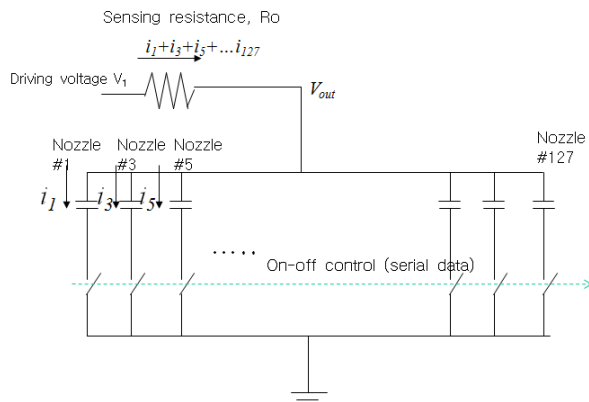 Sensing resistance, Ro
i1+i3+i5+...i127
Driving voltage V1
Vout
Nozzle #1
Nozzle #3
Nozzle #5
Nozzle #127
i1
i3
i5
.....
On-off control (serial data)